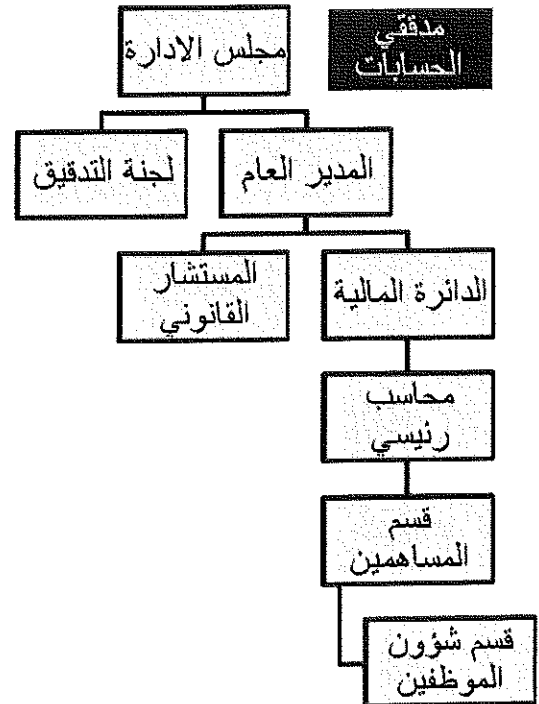 مدققي
الحسابات
مجلس الادارة
المدير العام
لجنة التدقيق
الدائرة المالية
المستشار
القانوني
محاسب
رئيسي
قسم
المساهمين
قسم شؤون
الموظفين